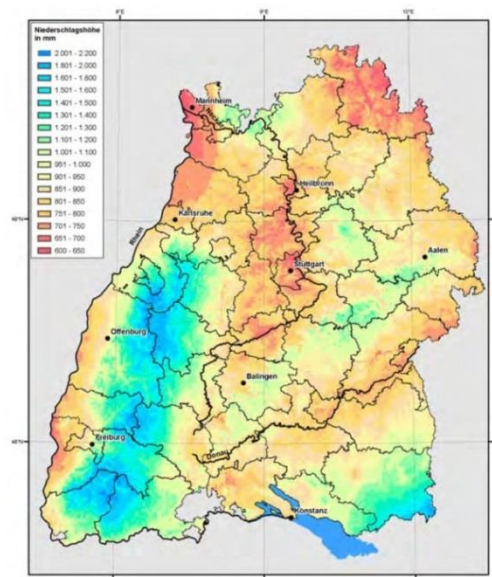 Niederschlagshöhe
in mm
2.001 - 2.200
1.801 - 2.000
1.601 - 1.800
1.501 - 1.600
1.401 - 1.500
1.301 - 1.400
1.201 - 1.300
1.101 - 1.200
1.001 - 1.100
951 - 1.000
901 - 950
851 - 900
801 - 850
751 - 800
701 - 750
651 - 700
600 - 650
Mannheim
Heilbronn
Karlsruhe
Rhein
Aalen
Stuttgart
Offenburg
Balingen
Freiburg
Donau
Konstanz